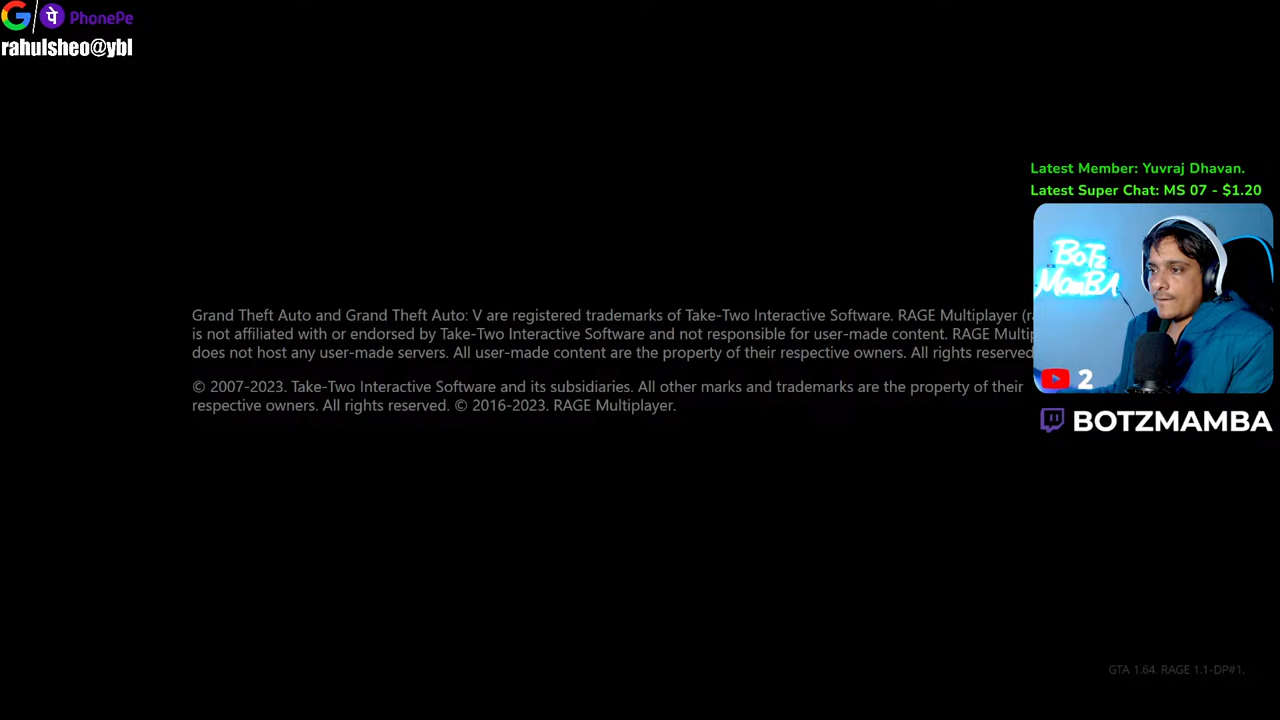 पे PhonePe
rahulsheo@ybl
Latest Member: Yuvraj Dhavan.
Latest Super Chat: MS 07 - $1.20
BoTz
MamBA
Grand Theft Auto and Grand Theft Auto: V are registered trademarks of Take-Two Interactive Software. RAGE Multiplayer
is not affiliated with or endorsed by Take-Two Interactive Software and not responsible for user-made content. RAGE
does not host any user-made servers. All user-made content are the property of their respective owners. All rights reserved
© 2007-2023. Take-Two Interactive Software and its subsidiaries. All other marks and trademarks are the property of their
respective owners. All rights reserved. © 2016-2023. RAGE Multiplayer.
2
BOTZMAMBA
GTA 1.64. RAGE 1.1-DP#1.